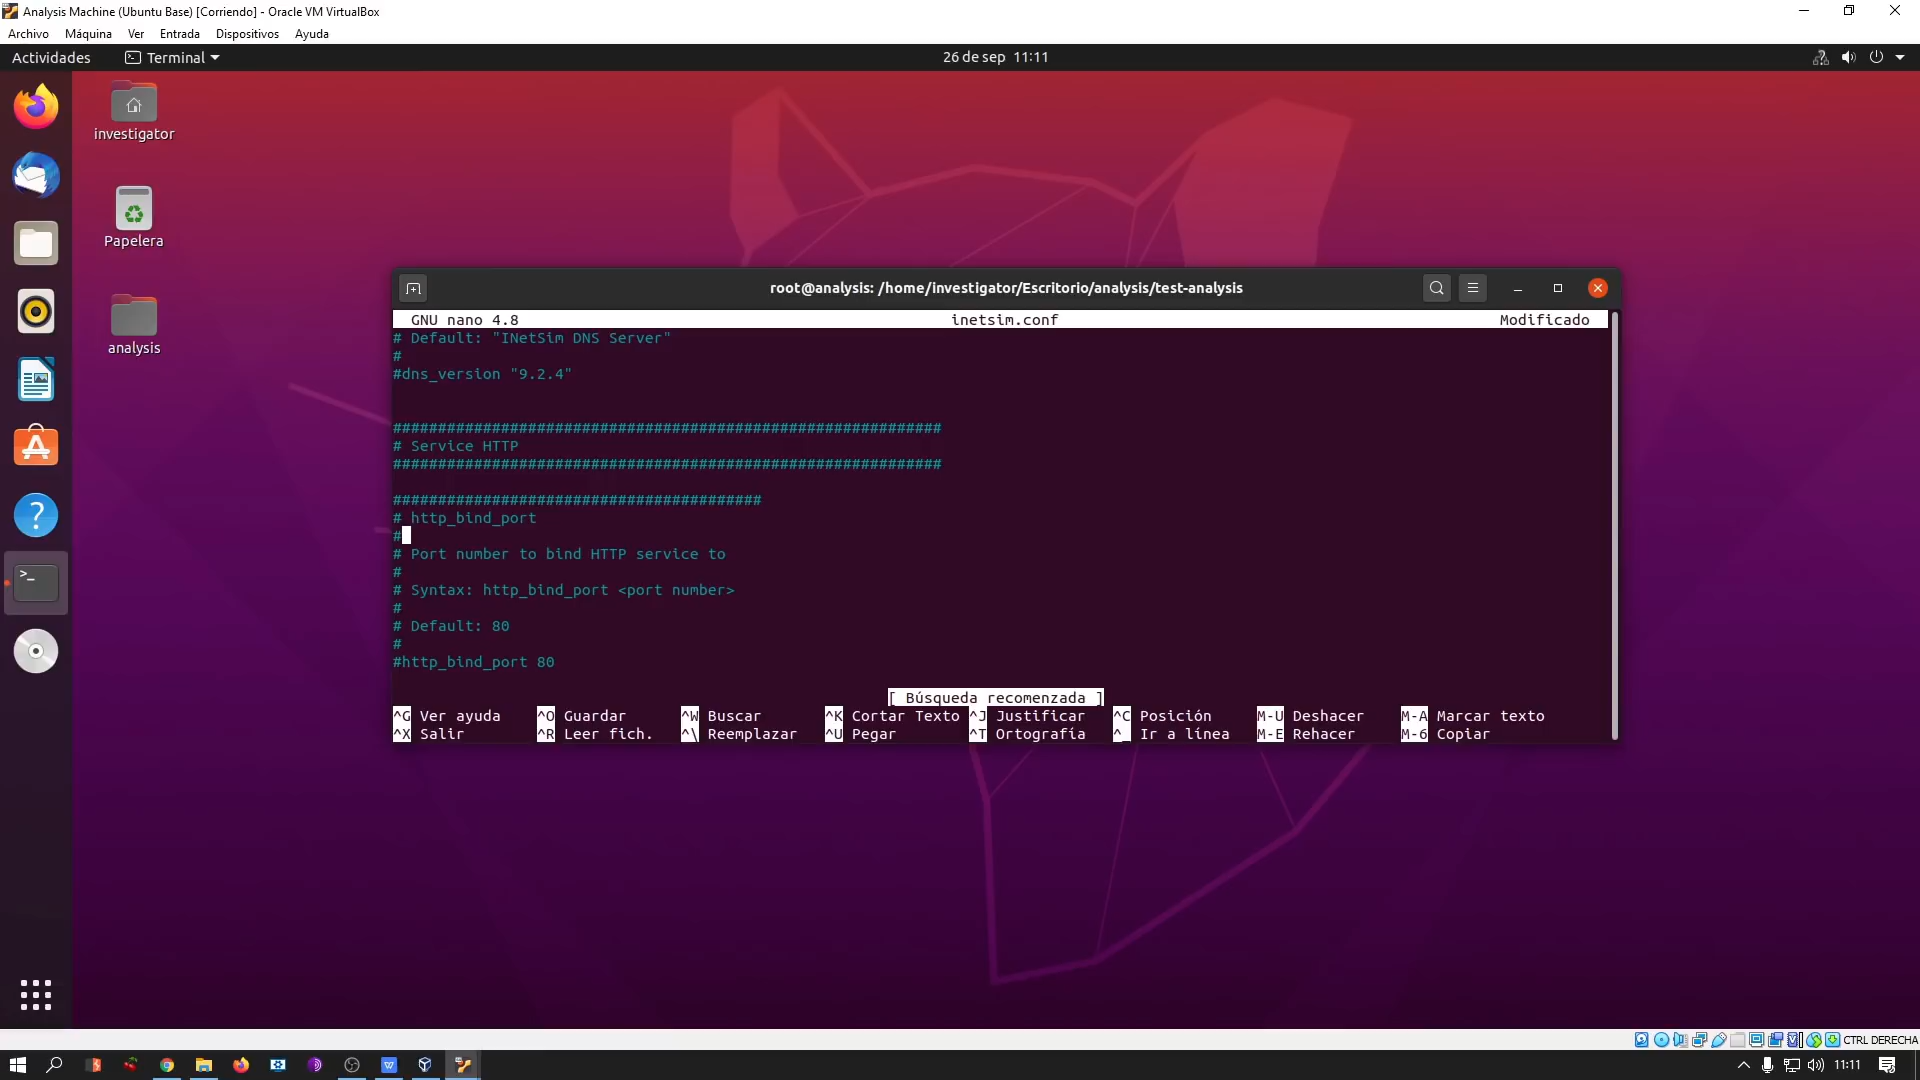 Analysis Machine (Ubuntu Base) [Corriendo] - Oracle VM VirtualBox
Archivo Máquina Ver Entrada Dispositivos Ayuda
Actividades Terminal 26 de sep 11:11
investigator
Papelera
analysis
root@analysis: /home/investigator/Escritorio/analysis/test-analysis
GNU nano 4.8 inetsim.conf Modificado
# Default: "INetSim DNS Server"
#
#dns_version "9.2.4"
#############################################################
# Service HTTP
#############################################################
#########################################
# http_bind_port
#
# Port number to bind HTTP service to
#
# Syntax: http_bind_port <port number>
#
# Default: 80
#
#http_bind_port 80
[ Búsqueda recomenzada ]
^G Ver ayuda ^O Guardar ^W Buscar ^K Cortar Texto ^J Justificar ^C Posición M-U Deshacer M-A Marcar texto
^X Salir ^R Leer fich. ^\ Reemplazar ^U Pegar ^T Ortografía ^_ Ir a línea M-E Rehacer M-6 Copiar
CTRL DERECHA
11:11